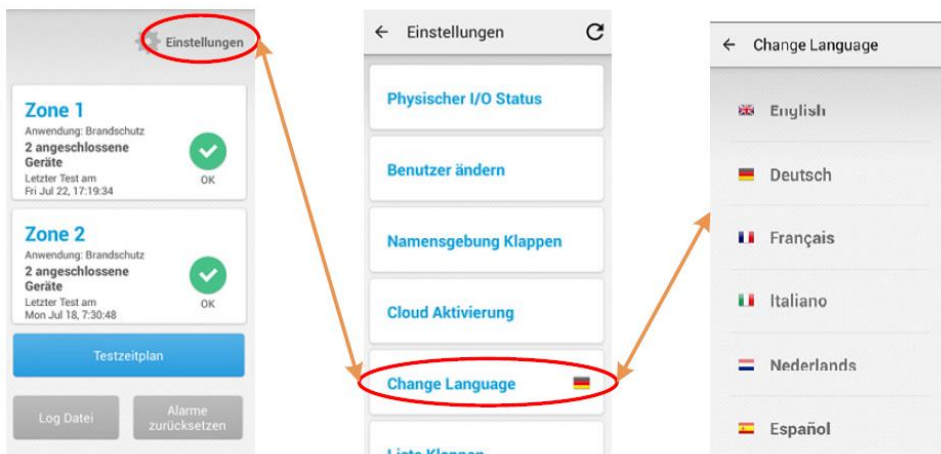 Einstellungen
Zone 1
Anwendung: Brandschutz
2 angeschlossene
Geräte
Letzter Test am
Fri Jul 22, 17:19:34
OK
Zone 2
Anwendung: Brandschutz
2 angeschlossene
Geräte
Letzter Test am
Mon Jul 18, 7:30:48
OK
Testzeitplan
Log Datei
Alarme
zurücksetzen
Einstellungen
Physischer I/O Status
Benutzer ändern
Namensgebung Klappen
Cloud Aktivierung
Change Language
Liste Klappen
Change Language
English
Deutsch
Français
Italiano
Nederlands
Español